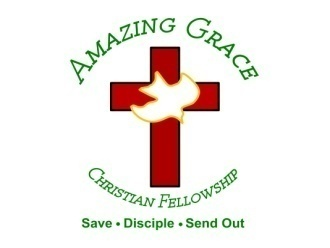 Amazing Grace
Christian Fellowship
Save • Disciple • Send Out